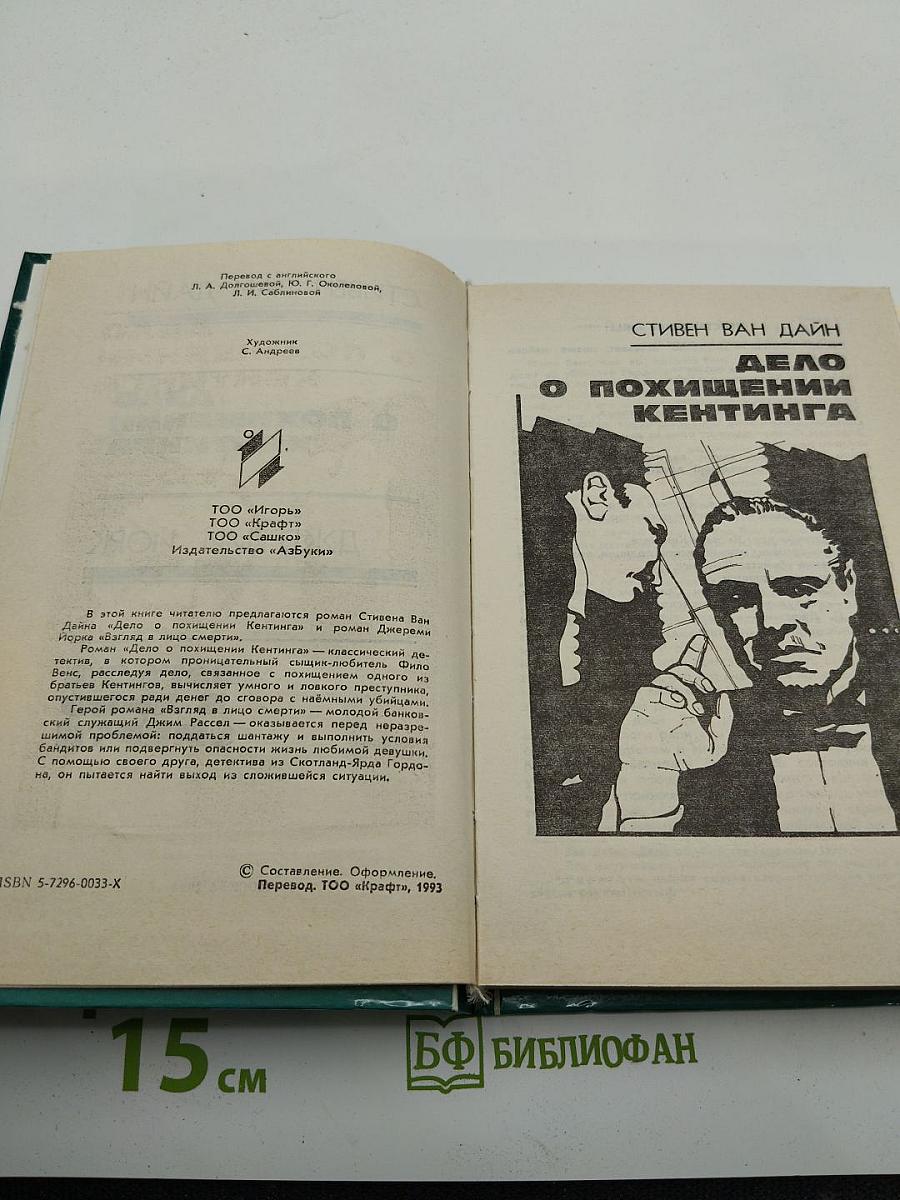 Перевод с английского
Л. А. Долгошевой, Ю. Г. Околеловой,
Л. И. Саблиновой
Художник
С. Андреев
ТОО «Игорь»
ТОО «Крафт»
ТОО «Сашко»
Издательство «АзБуки»
В этой книге читателю предлагаются роман Стивена Ван
Дайна «Дело о похищении Кентинга» и роман Джереми
Йорка «Взгляд в лицо смерти».
Роман «Дело о похищении Кентинга» — классический де-
тектив, в котором проницательный сыщик-любитель Фило
Венс, расследуя дело, связанное с похищением одного из
братьев Кентингов, вычисляет умного и ловкого преступника,
опустившегося ради денег до сговора с наёмными убийцами.
Герой романа «Взгляд в лицо смерти» — молодой банков-
ский служащий Джим Рассел — оказывается перед неразре-
шимой проблемой: поддаться шантажу и выполнить условия
бандитов или подвергнуть опасности жизнь любимой девушки.
С помощью своего друга, детектива из Скотланд-Ярда Гордо-
на, он пытается найти выход из сложившейся ситуации.
ISBN 5-7296-0033-X
© Составление. Оформление.
Перевод. ТОО «Крафт», 1993
СТИВЕН ВАН ДАЙН
ДЕЛО
О ПОХИЩЕНИИ
КЕНТИНГА
15 см
БФ БИБЛИОФАН